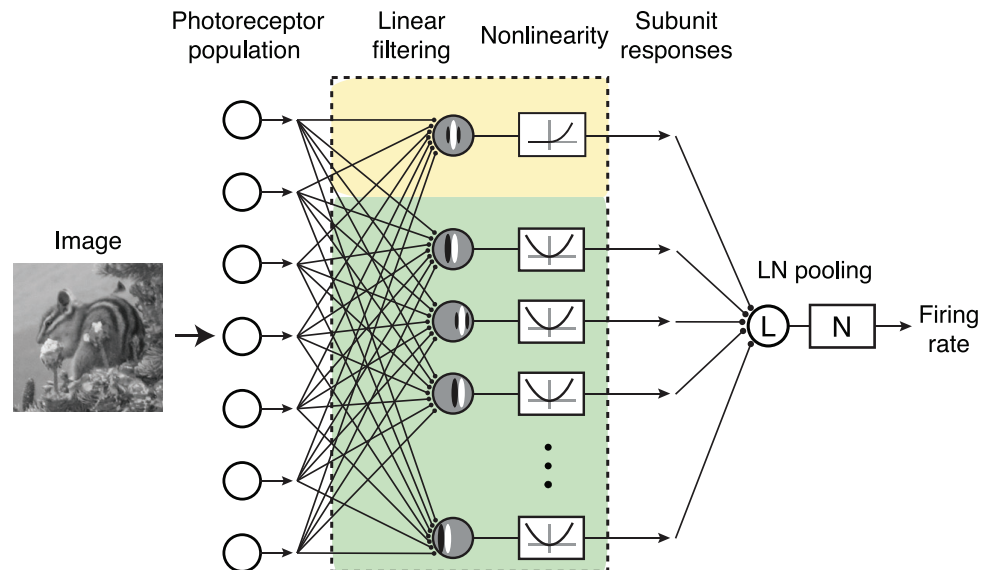 Photoreceptor
population
Linear
filtering
Nonlinearity
Subunit
responses
Image
LN pooling
L
N
Firing
rate